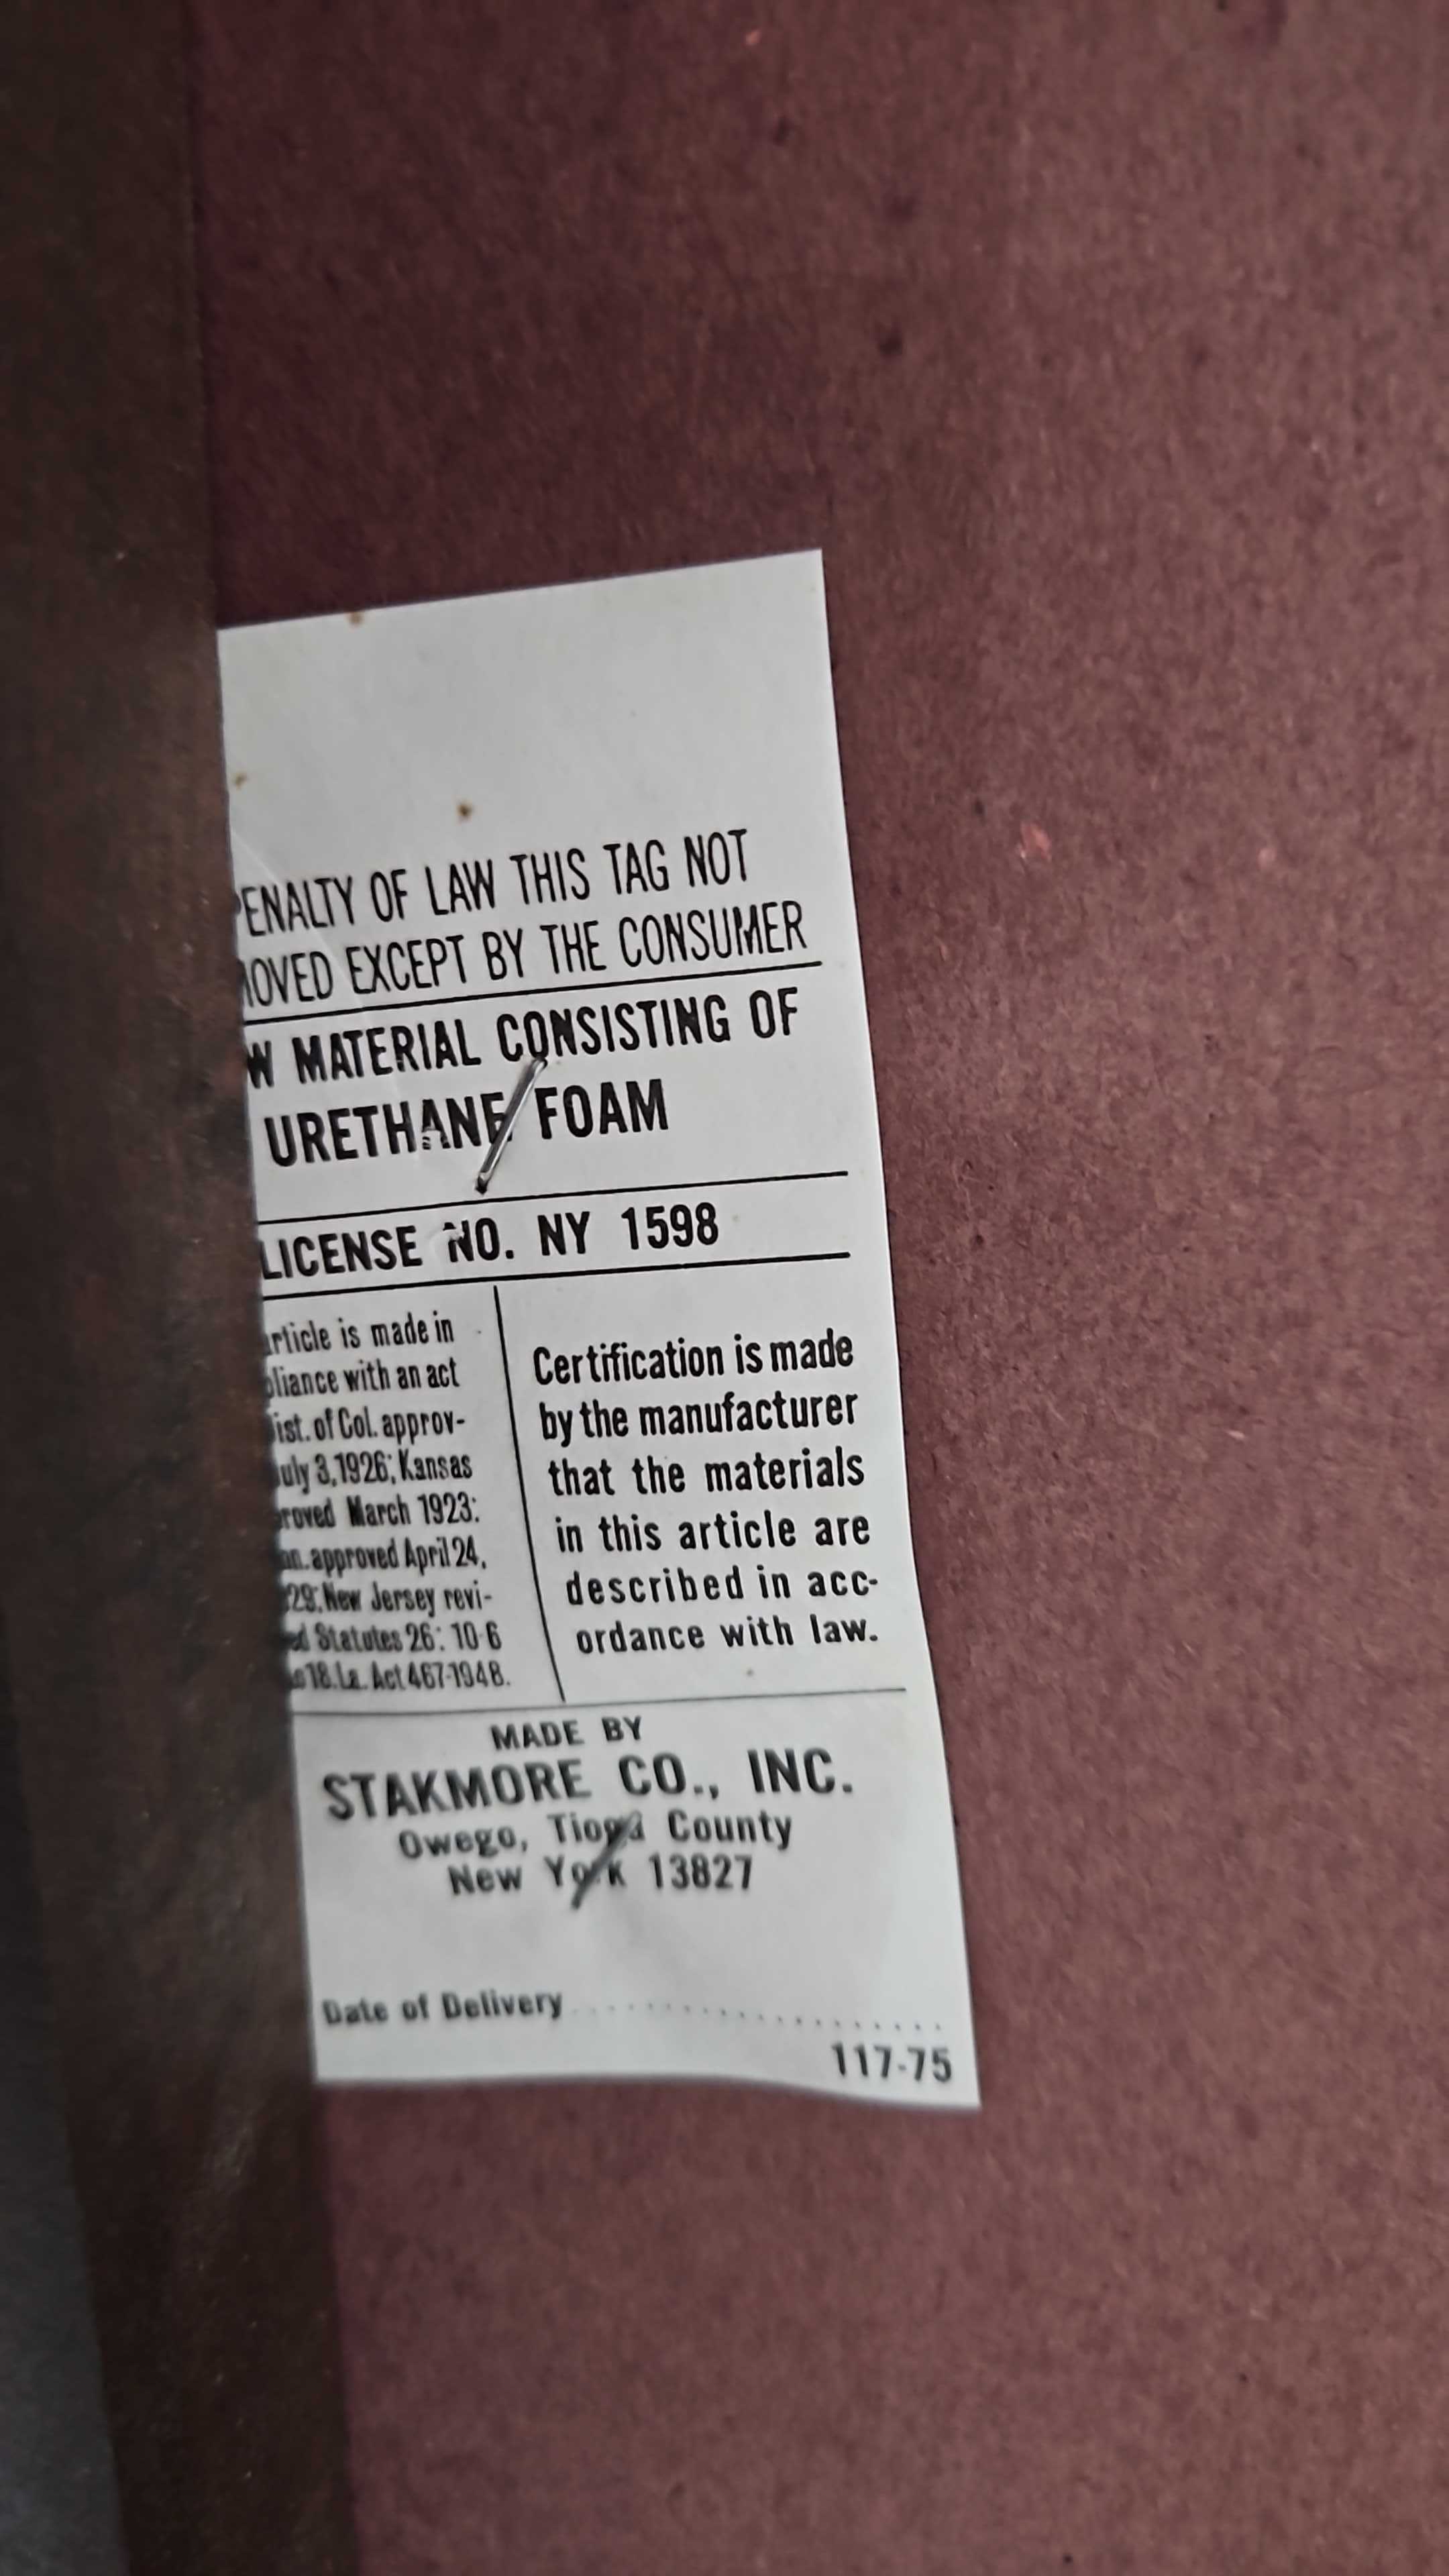 PENALTY OF LAW THIS TAG NOT
MOVED EXCEPT BY THE CONSUMER
W MATERIAL CONSISTING OF
URETHANE FOAM
LICENSE NO. NY 1598
article is made in
pliance with an act
ist. of Col. approv-
uly 3, 1926; Kansas
proved March 1923:
approved April 24,
29; New Jersey revi-
ed Statutes 26: 10-6
18. La. Act 467-1948.
Certification is made
by the manufacturer
that the materials
in this article are
described in acc-
ordance with law.
MADE BY
STAKMORE CO., INC.
Owego, Tioga County
New York 13827
Date of Delivery....................
117-75